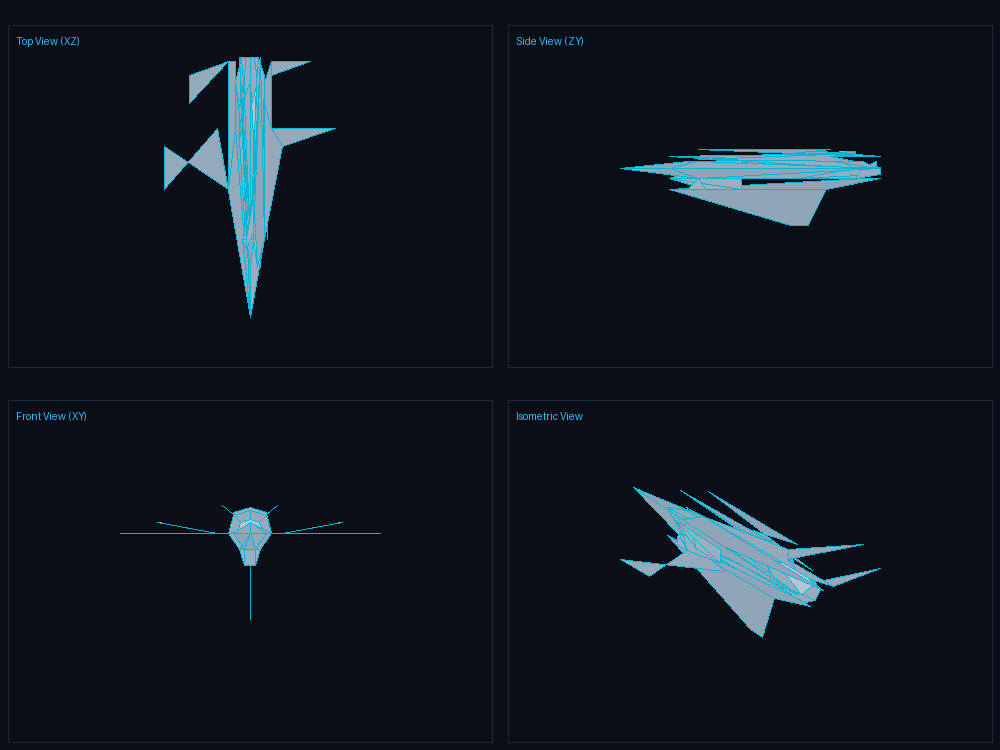 Top View (XZ)
Side View (ZY)
Front View (XY)
Isometric View